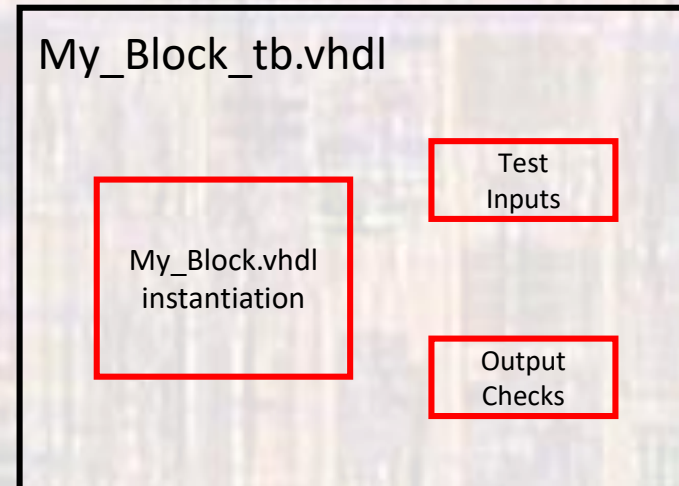 My_Block_tb.vhdl
Test
Inputs
My_Block.vhdl
instantiation
Output
Checks